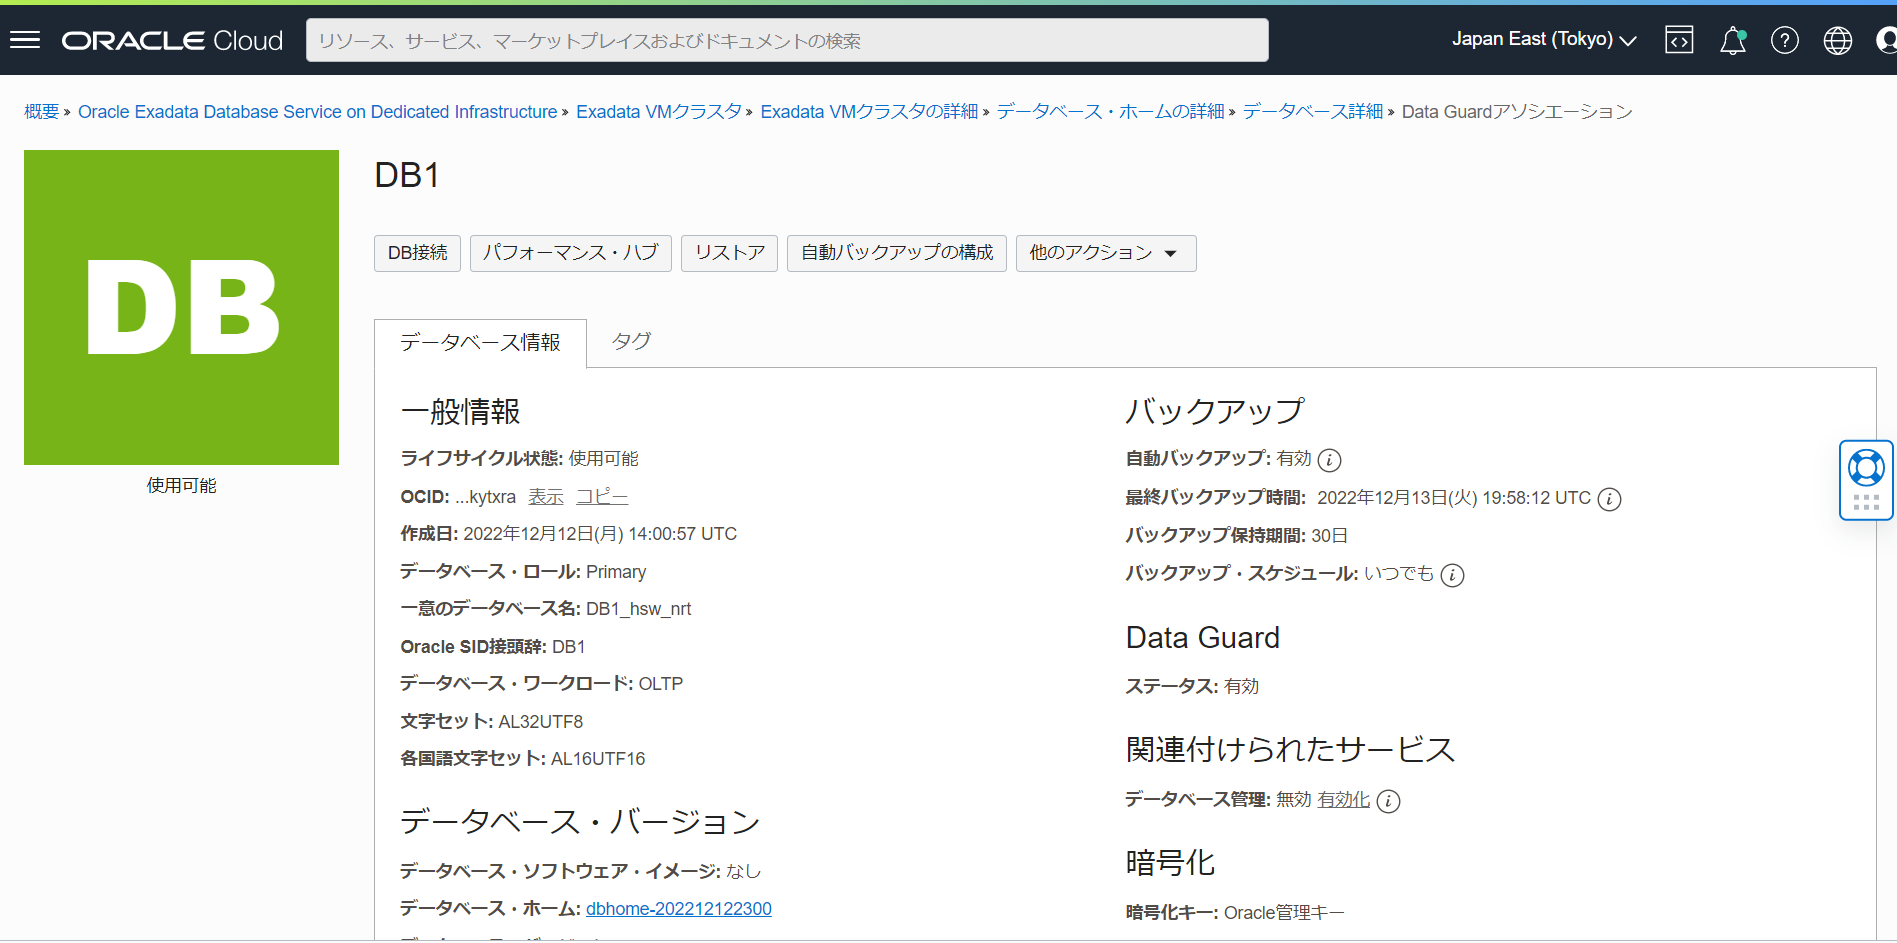 ORACLE Cloud
リソース、サービス、マーケットプレイスおよびドキュメントの検索
Japan East (Tokyo)
概要 » Oracle Exadata Database Service on Dedicated Infrastructure » Exadata VMクラスタ » Exadata VMクラスタの詳細 » データベース・ホームの詳細 » データベース詳細 » Data Guardアソシエーション
DB
使用可能
DB1
DB接続 パフォーマンス・ハブ リストア 自動バックアップの構成 他のアクション
データベース情報 タグ
一般情報
ライフサイクル状態: 使用可能
OCID: ...kytxra 表示 コピー
作成日: 2022年12月12日(月) 14:00:57 UTC
データベース・ロール: Primary
一意のデータベース名: DB1_hsw_nrt
Oracle SID接頭辞: DB1
データベース・ワークロード: OLTP
文字セット: AL32UTF8
各国語文字セット: AL16UTF16
データベース・バージョン
データベース・ソフトウェア・イメージ: なし
データベース・ホーム: dbhome-202212122300
バックアップ
自動バックアップ: 有効
最終バックアップ時間: 2022年12月13日(火) 19:58:12 UTC
バックアップ保持期間: 30日
バックアップ・スケジュール: いつでも
Data Guard
ステータス: 有効
関連付けられたサービス
データベース管理: 無効 有効化
暗号化
暗号化キー: Oracle管理キー